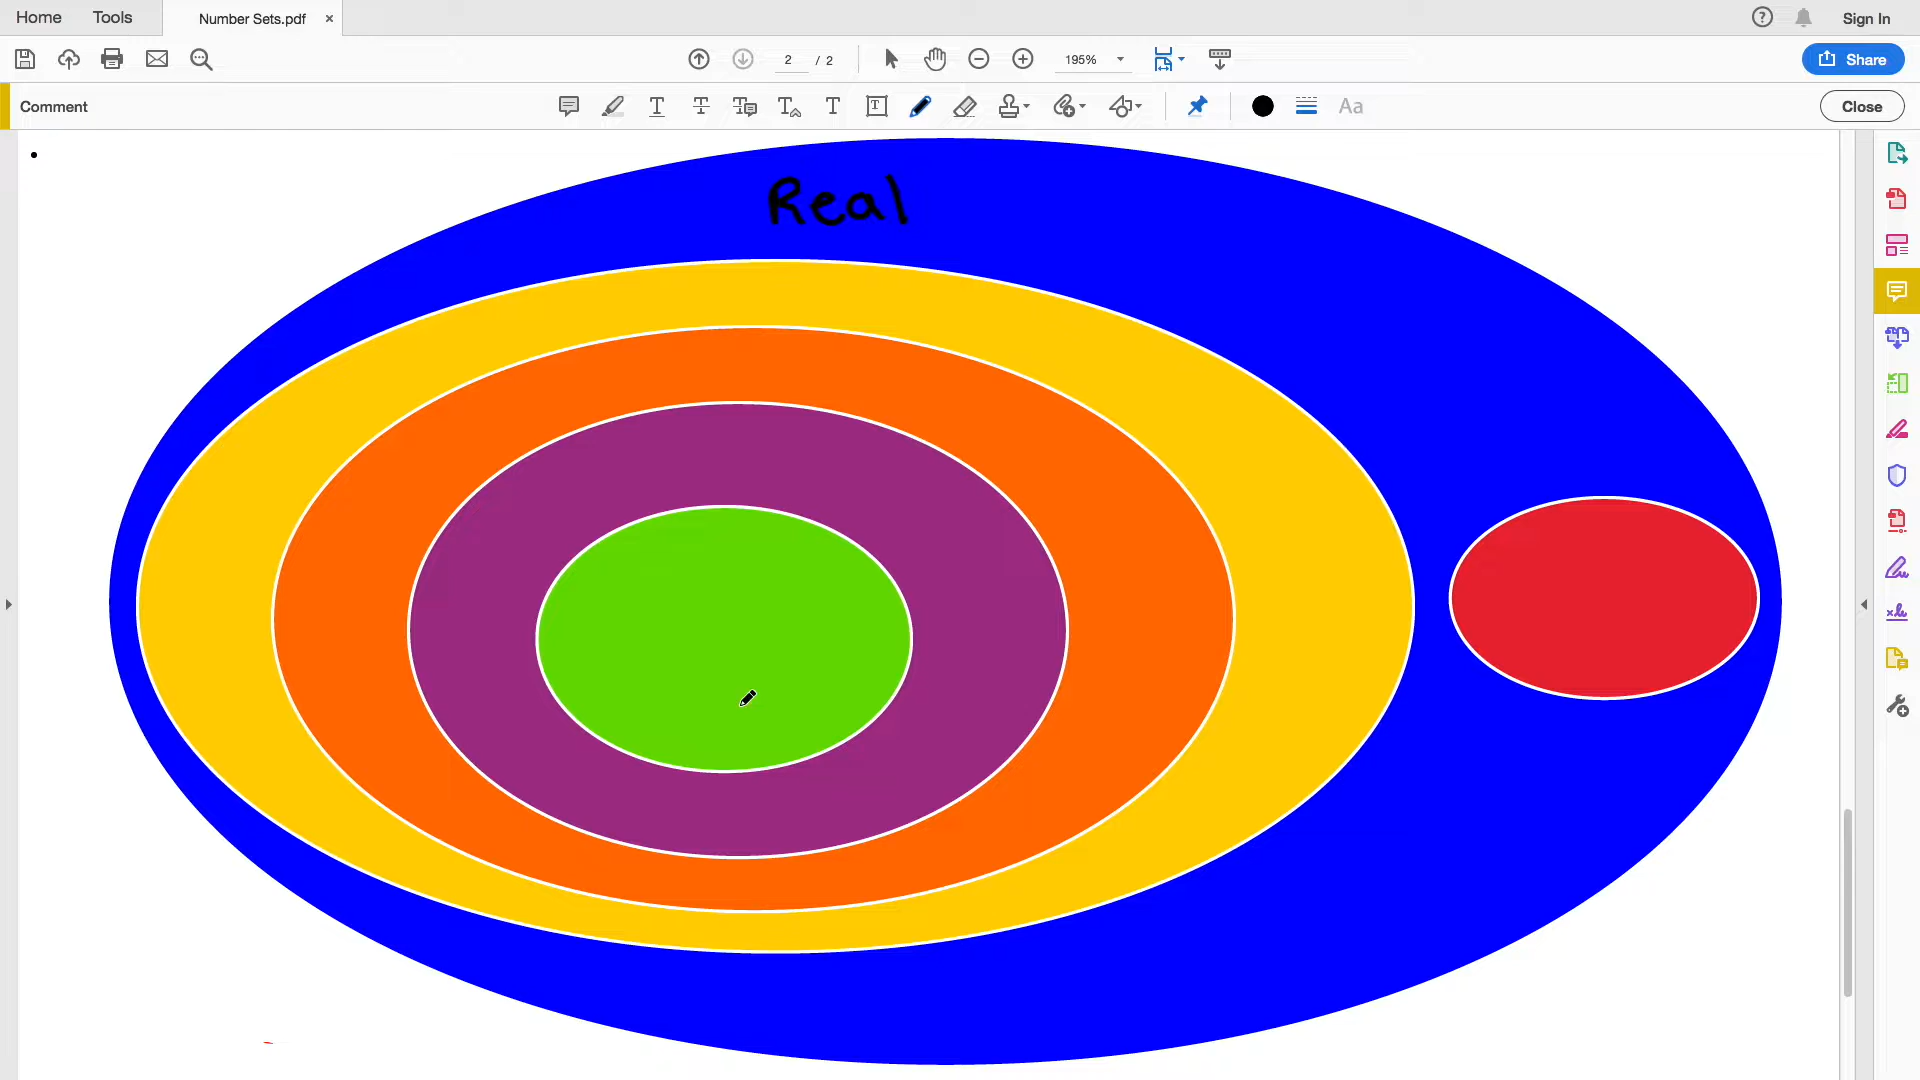 Home Tools Number Sets.pdf × Sign In
2 / 2 195% Share
Comment Aa Close
Real